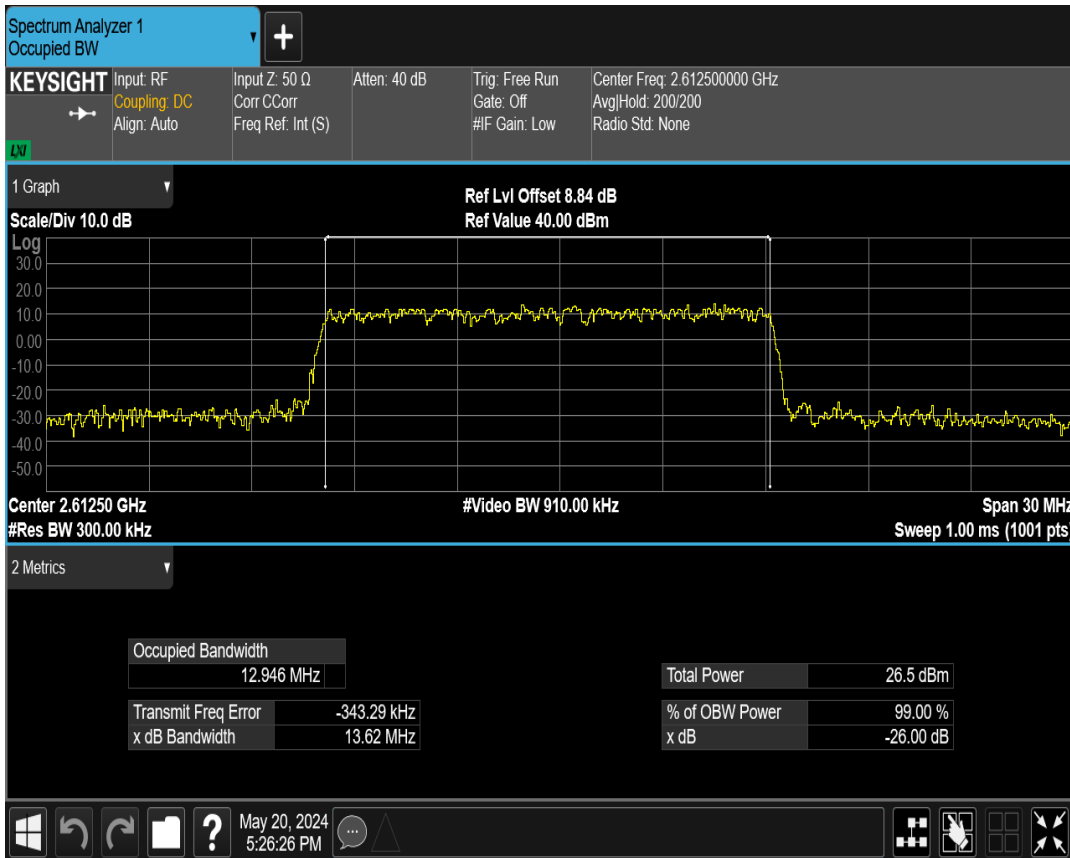 Spectrum Analyzer 1
Occupied BW
+
KEYSIGHT
LXI
Input: RF
Coupling: DC
Align: Auto
Input Z: 50 Ω
Corr CCorr
Freq Ref: Int (S)
Atten: 40 dB
Trig: Free Run
Gate: Off
#IF Gain: Low
Center Freq: 2.612500000 GHz
Avg|Hold: 200/200
Radio Std: None
1 Graph
Scale/Div 10.0 dB
Ref Lvl Offset 8.84 dB
Ref Value 40.00 dBm
Log
30.0
20.0
10.0
0.00
-10.0
-20.0
-30.0
-40.0
-50.0
Center 2.61250 GHz
#Res BW 300.00 kHz
#Video BW 910.00 kHz
Span 30 MHz
Sweep 1.00 ms (1001 pts)
2 Metrics
Occupied Bandwidth
12.946 MHz
Transmit Freq Error -343.29 kHz
x dB Bandwidth 13.62 MHz
Total Power 26.5 dBm
% of OBW Power 99.00 %
x dB -26.00 dB
?
May 20, 2024
5:26:26 PM